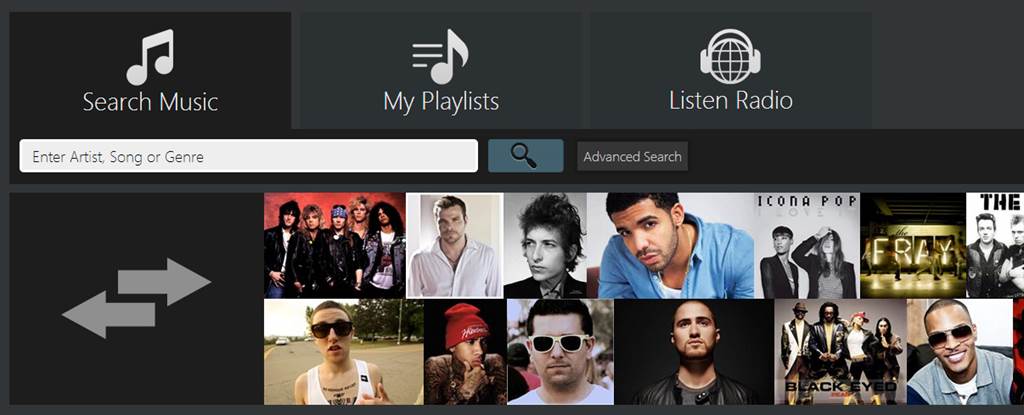 Search Music
My Playlists
Listen Radio
Enter Artist, Song or Genre
Advanced Search
ICONA POP
I LOVE IT
THE
the
FRAY
BLACK EYED
PEAS